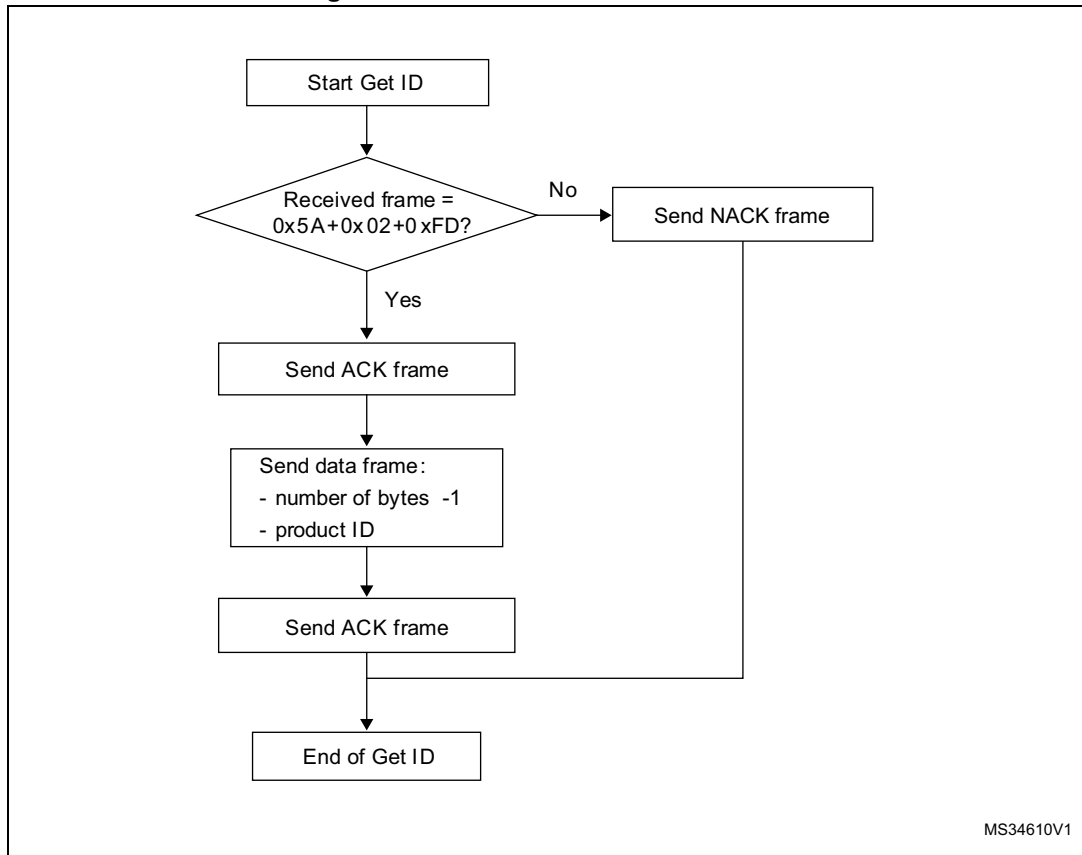 Start Get ID
Received frame =
0x5A+0x02+0xFD?
No
Send NACK frame
Yes
Send ACK frame
Send data frame:
- number of bytes -1
- product ID
Send ACK frame
End of Get ID
MS34610V1